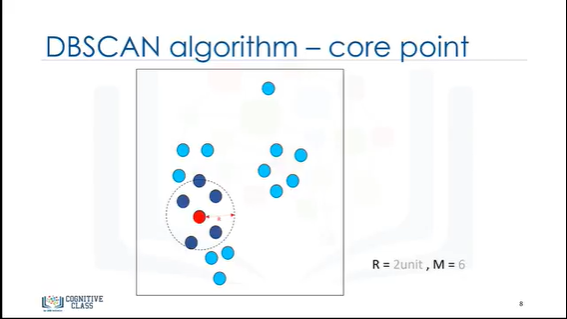 DBSCAN algorithm – core point
R
R = 2unit , M = 6
COGNITIVE
CLASS
8